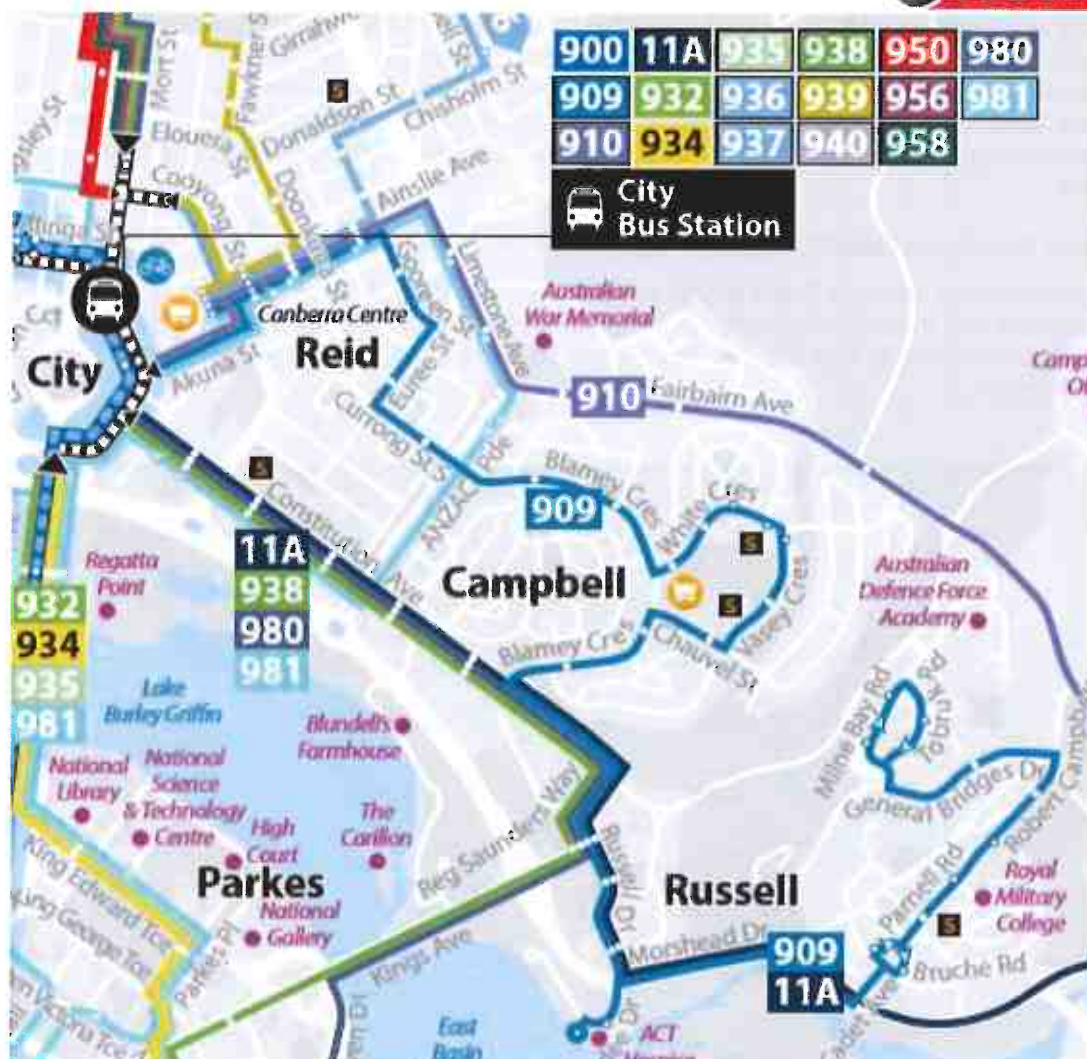 900 11A 935 938 950 980
909 932 936 939 956 981
910 934 937 940 958
City
Bus Station
Mort St
Elouera St
Cooyong St
Fawkner St
Donaldson St
Chisholm St
Doonkuna St
Ainslie Ave
Gooreen St
Limestone Ave
Euree St
Currong St S
Akuna St
Canberra Centre
Reid
City
Cct
Australian
War Memorial
910
Fairbairn Ave
Blamey Cres
909
White Cres
S
S
S
S
S
Campbell
Vasey Cres
Chauvel St
Blamey Cres
ANZAC Pde
Constitution Ave
Regatta
Point
11A
938
980
981
932
934
935
981
Lake
Burley Griffin
Blundell's
Farmhouse
National
Library
National
Science
& Technology
Centre
High
Court
The
Carillon
Parkes
National
Gallery
King Edward Tce
King George Tce
Parkes Pl
Kings Ave
Reg Saunders Way
Russell Dr
Russell
Morshead Dr
909
11A
Australian
Defence Force
Academy
Milne Bay Rd
Tobruk Rd
General Bridges Dr
Parnell Rd
Royal
Military
College
Bruche Rd
East
Basin
ACT